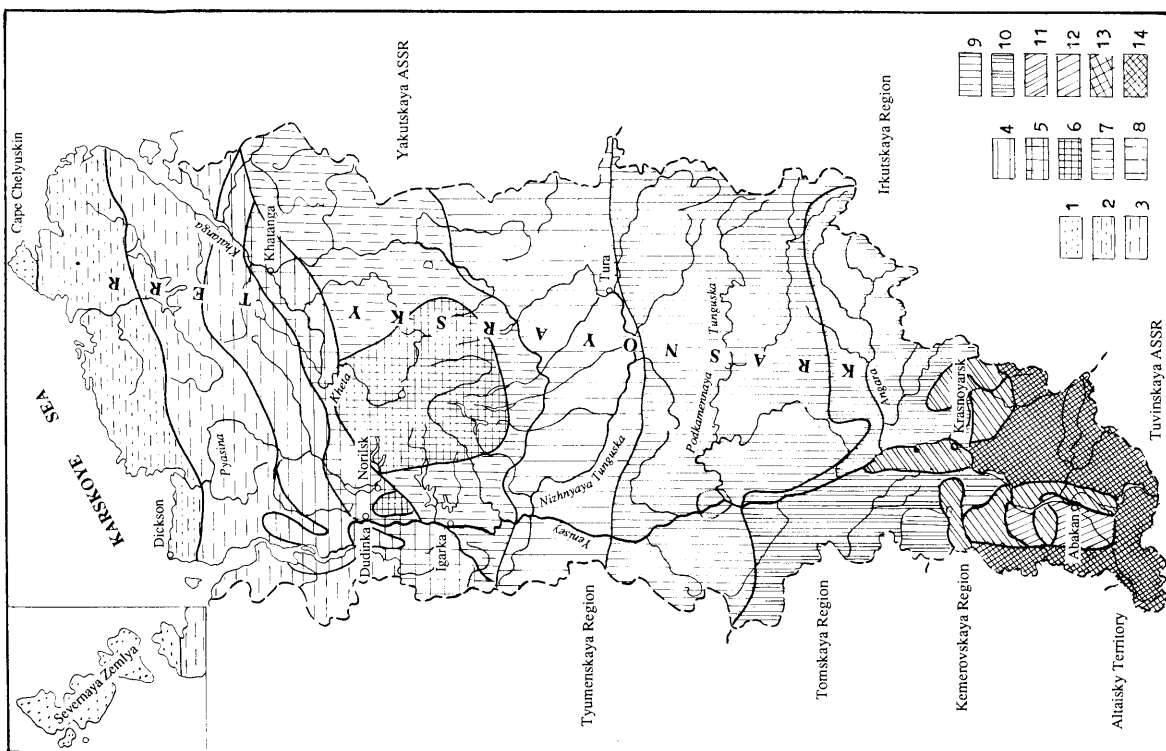 Cape Chelyuskin
KARSKOYE SEA
Severnaya Zemlya
Dickson
Pyasina
Khatanga
Khatanga
Yakutskaya ASSR
Kheta
Norilsk
Dudinka
Igarka
Tura
Nizhnyaya Tunguska
Podkamennaya Tunguska
Yenisey
Angara
KRASNOYARSKY TERR
Tyumenskaya Region
Tomskaya Region
Irkutskaya Region
Krasnoyarsk
Kemerovskaya Region
Abakan
Altaisky Territory
Tuvinskaya ASSR
1
2
3
4
5
6
7
8
9
10
11
12
13
14